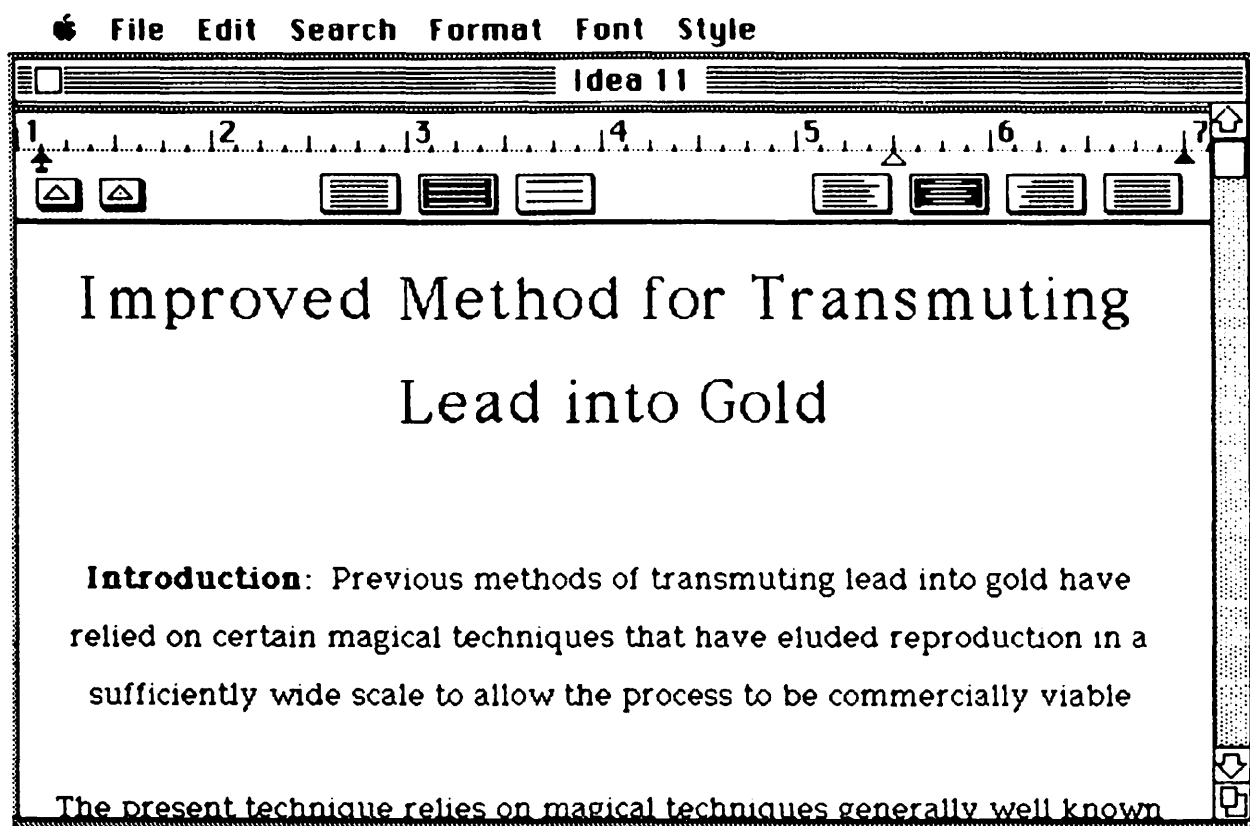 File Edit Search Format Font Style
Idea 11
1 2 3 4 5 6 7
Improved Method for Transmuting
Lead into Gold
Introduction: Previous methods of transmuting lead into gold have
relied on certain magical techniques that have eluded reproduction in a
sufficiently wide scale to allow the process to be commercially viable
The present technique relies on magical techniques generally well known